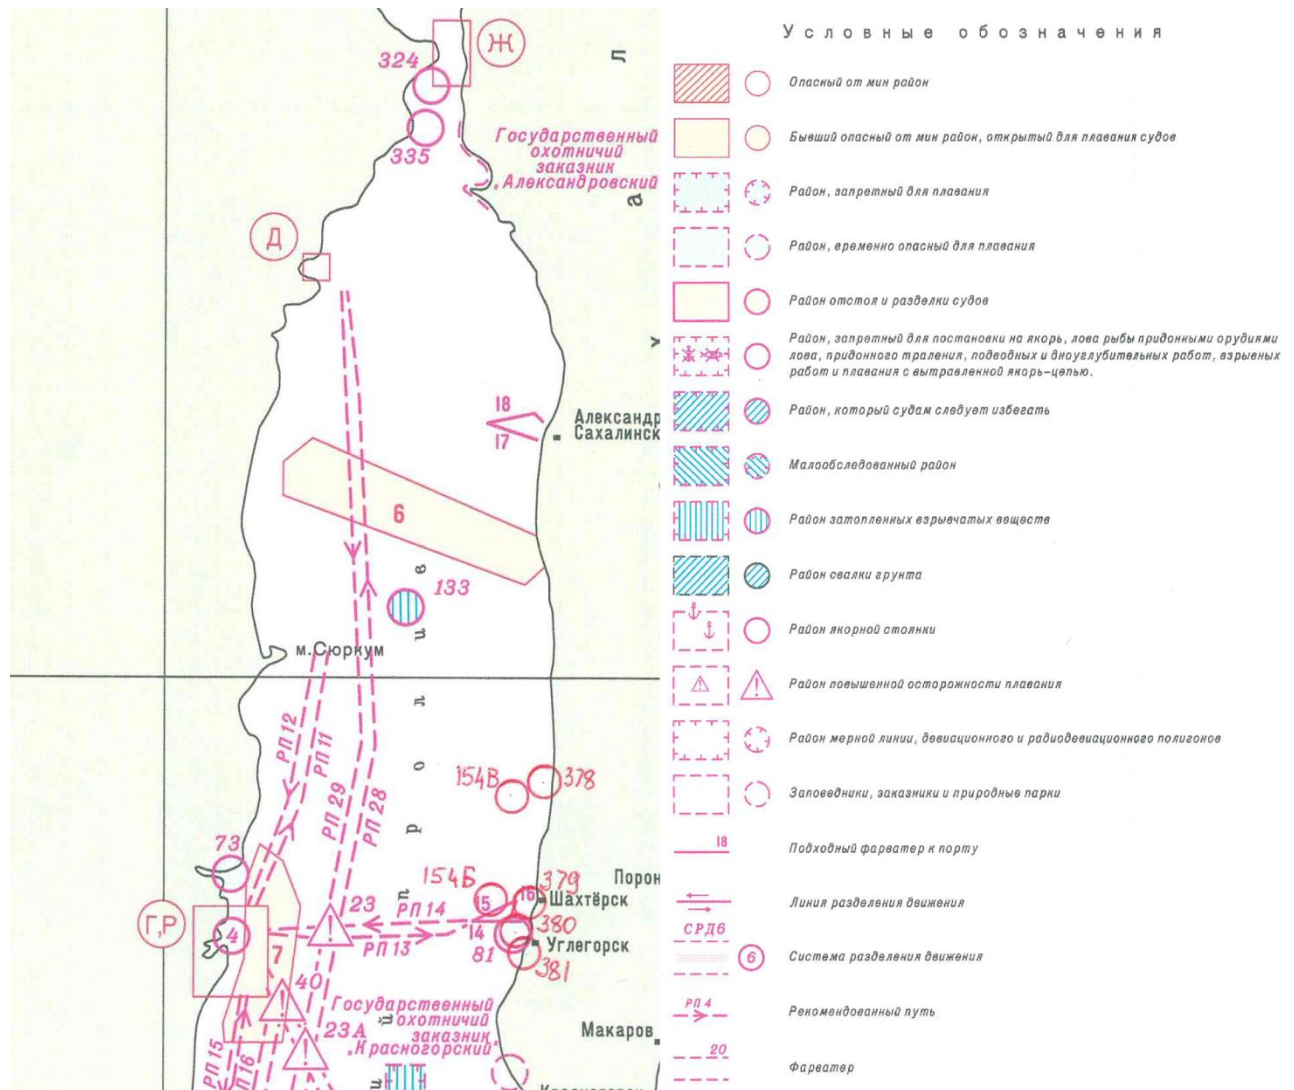 Ж
324
335
Государственный
охотничий
заказник
„Александровский
Л
а
х
Д
18
17
Александр
Сахалинск
6
133
в
и
л
о
р
п
й
и
м.Сюркум
РП 12
РП 11
РП 29
РП 28
154В
378
73
154Б
379
Порон
Шахтёрск
15
16
Г,Р
4
7
23
РП 14
РП 13
14
81
380
Углегорск
381
40
23А
Государственный
охотничий
заказник
„Красногорский“
Макаров
РП 15
П 16
Условные обозначения
Опасный от мин район
Бывший опасный от мин район, открытый для плавания судов
Район, запретный для плавания
Район, временно опасный для плавания
Район отстоя и разделки судов
Район, запретный для постановки на якорь, лова рыбы придонными орудиями
лова, придонного траления, подводных и дноуглубительных работ, взрывных
работ и плавания с вытравленной якорь-цепью.
Район, который судам следует избегать
Малообследованный район
Район затопленных взрывчатых веществ
Район свалки грунта
Район якорной стоянки
Район повышенной осторожности плавания
Район мерной линии, девиационного и радиодевиационного полигонов
Заповедники, заказники и природные парки
18
Подходный фарватер к порту
Линия разделения движения
СРД6
6
Система разделения движения
РП 4
Рекомендованный путь
20
Фарватер